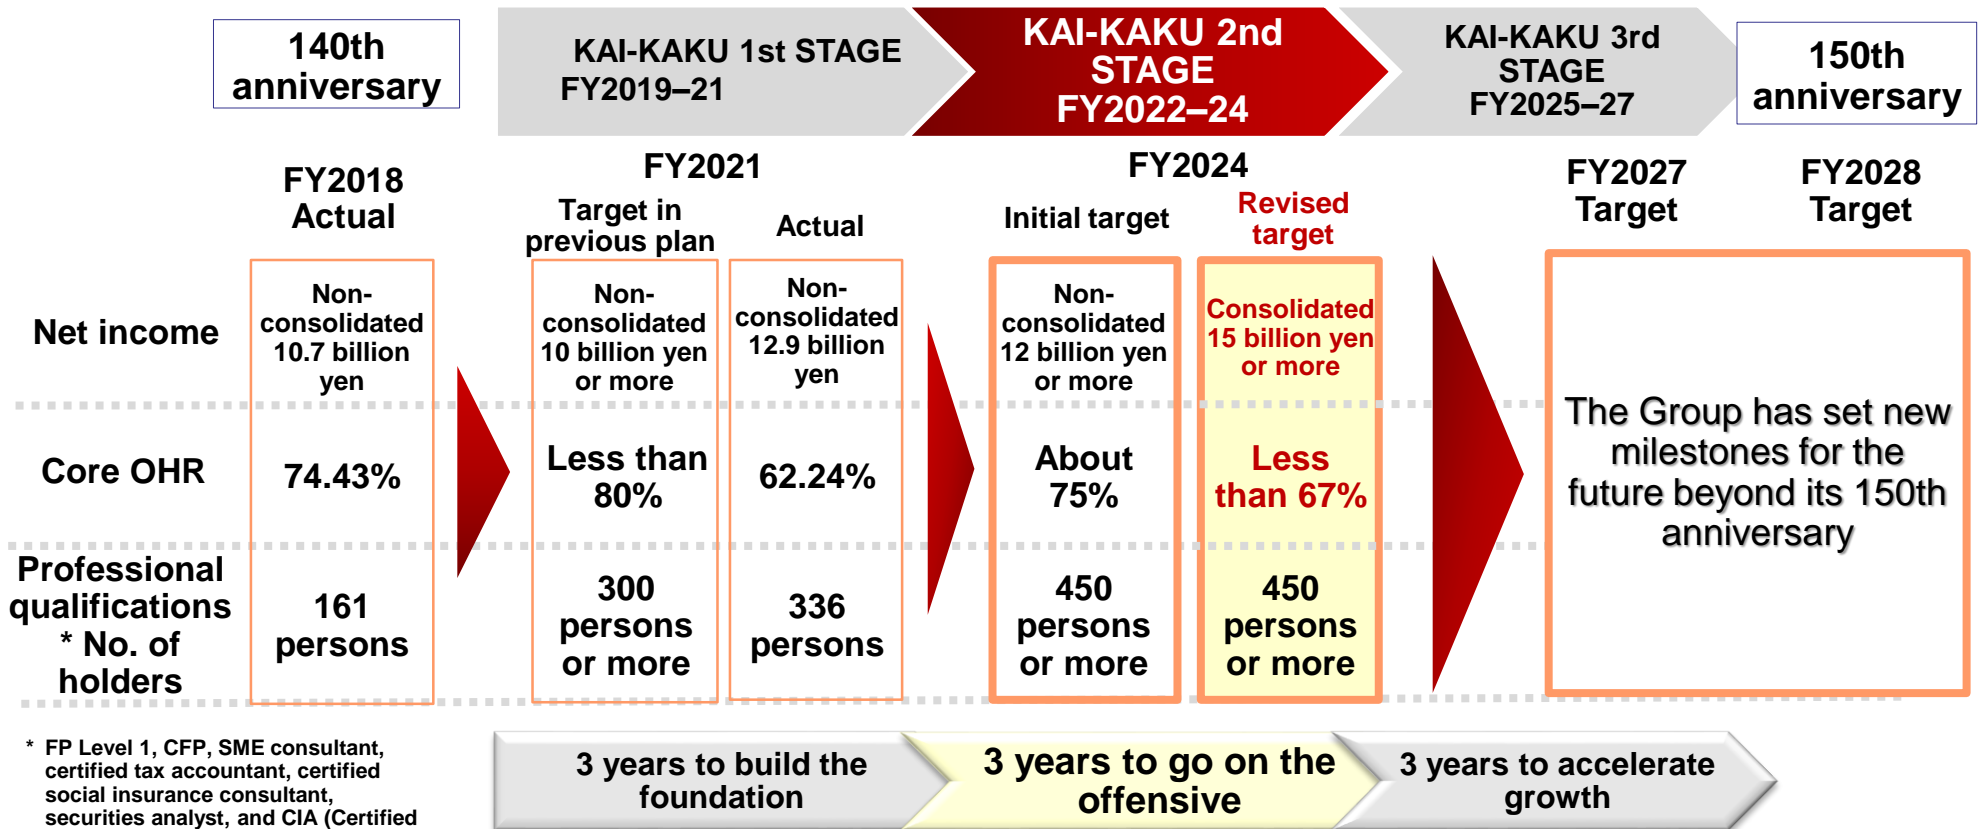 140th
anniversary
KAI-KAKU 1st STAGE
FY2019–21
KAI-KAKU 2nd
STAGE
FY2022–24
KAI-KAKU 3rd
STAGE
FY2025–27
150th
anniversary
FY2018
Actual
FY2021
Target in
previous plan
Actual
FY2024
Initial target
Revised
target
FY2027
Target
FY2028
Target
Net income
Non-
consolidated
10.7 billion
yen
Non-
consolidated
10 billion yen
or more
Non-
consolidated
12.9 billion
yen
Non-
consolidated
12 billion yen
or more
Consolidated
15 billion yen
or more
Core OHR
74.43%
Less than
80%
62.24%
About
75%
Less
than 67%
The Group has set new
milestones for the
future beyond its 150th
anniversary
Professional
qualifications
* No. of
holders
161
persons
300
persons
or more
336
persons
450
persons
or more
450
persons
or more
* FP Level 1, CFP, SME consultant,
certified tax accountant, certified
social insurance consultant,
securities analyst, and CIA (Certified
3 years to build the
foundation
3 years to go on the
offensive
3 years to accelerate
growth